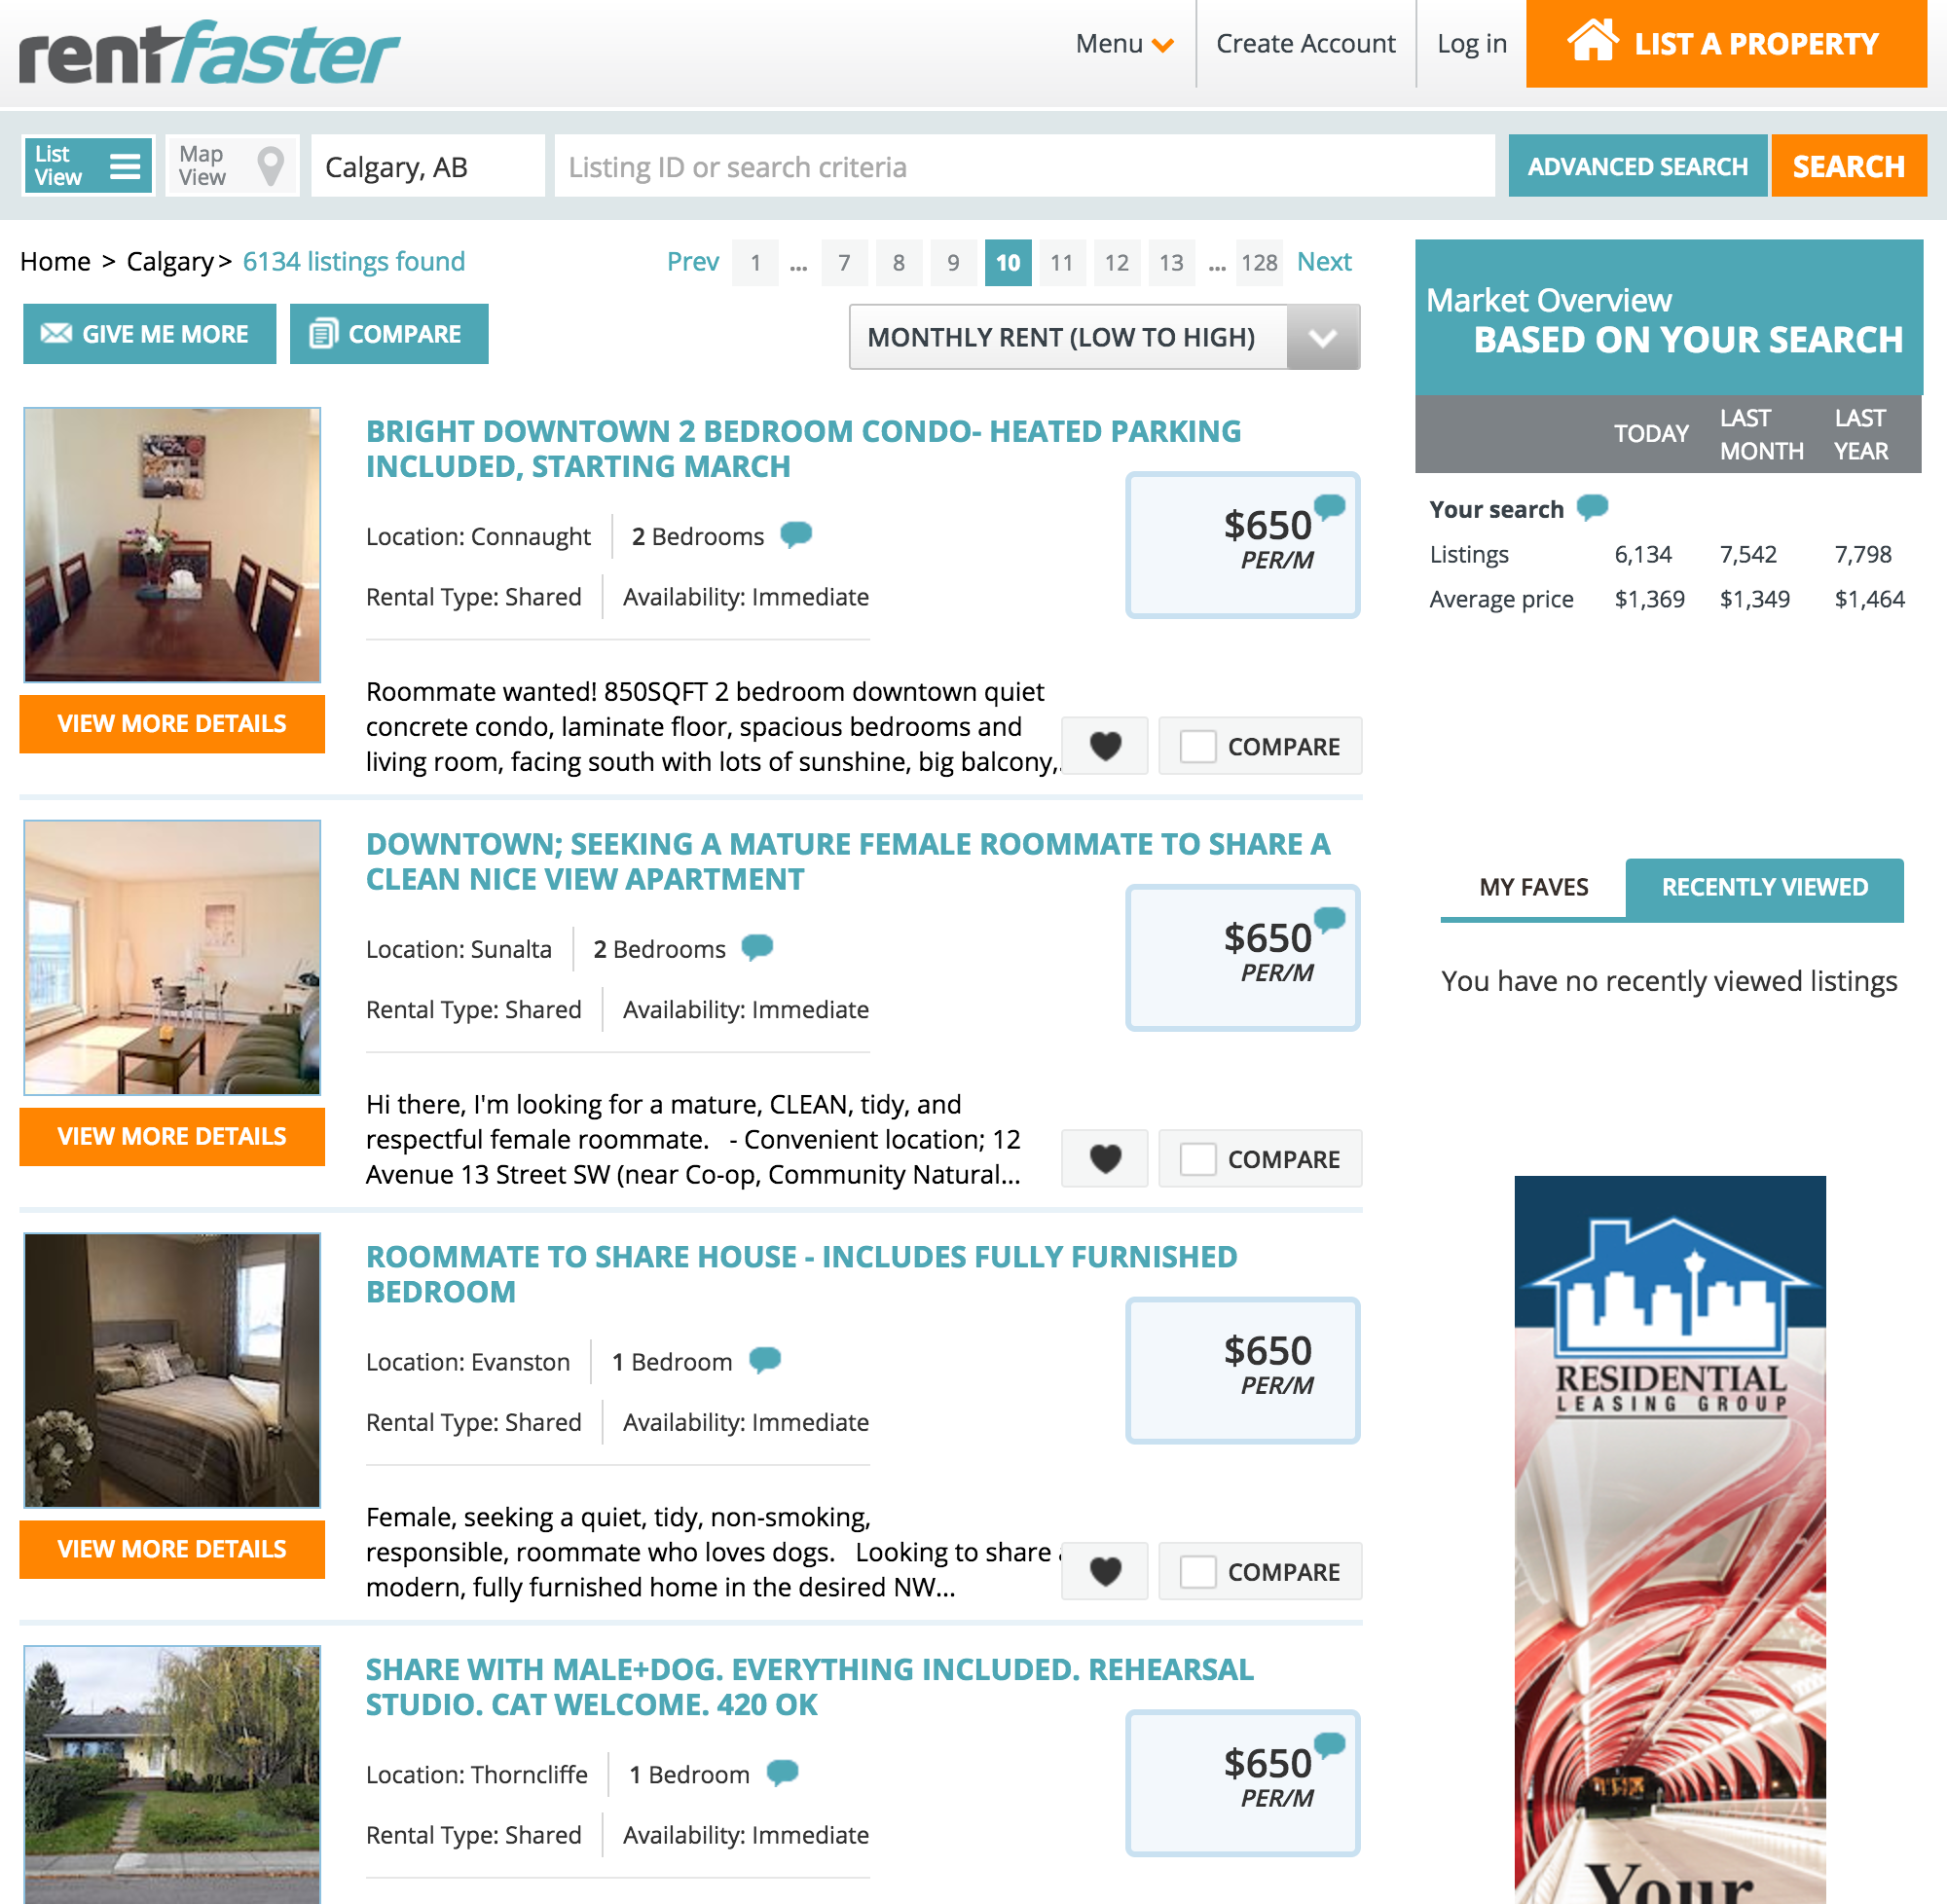 rentfaster
Menu
Create Account
Log in
LIST A PROPERTY
List
View
Map
View
Calgary, AB
Listing ID or search criteria
ADVANCED SEARCH
SEARCH
Home > Calgary > 6134 listings found
Prev 1 ... 7 8 9 10 11 12 13 ... 128 Next
GIVE ME MORE
COMPARE
MONTHLY RENT (LOW TO HIGH)
BRIGHT DOWNTOWN 2 BEDROOM CONDO- HEATED PARKING
INCLUDED, STARTING MARCH
Location: Connaught
2 Bedrooms
Rental Type: Shared
Availability: Immediate
$650
PER/M
Roommate wanted! 850SQFT 2 bedroom downtown quiet
concrete condo, laminate floor, spacious bedrooms and
living room, facing south with lots of sunshine, big balcony,
VIEW MORE DETAILS
COMPARE
DOWNTOWN; SEEKING A MATURE FEMALE ROOMMATE TO SHARE A
CLEAN NICE VIEW APARTMENT
Location: Sunalta
2 Bedrooms
Rental Type: Shared
Availability: Immediate
$650
PER/M
Hi there, I'm looking for a mature, CLEAN, tidy, and
respectful female roommate. - Convenient location; 12
Avenue 13 Street SW (near Co-op, Community Natural...
VIEW MORE DETAILS
COMPARE
ROOMMATE TO SHARE HOUSE - INCLUDES FULLY FURNISHED
BEDROOM
Location: Evanston
1 Bedroom
Rental Type: Shared
Availability: Immediate
$650
PER/M
Female, seeking a quiet, tidy, non-smoking,
responsible, roommate who loves dogs. Looking to share
modern, fully furnished home in the desired NW...
VIEW MORE DETAILS
COMPARE
SHARE WITH MALE+DOG. EVERYTHING INCLUDED. REHEARSAL
STUDIO. CAT WELCOME. 420 OK
Location: Thorncliffe
1 Bedroom
Rental Type: Shared
Availability: Immediate
$650
PER/M
Market Overview
BASED ON YOUR SEARCH
TODAY
LAST
MONTH
LAST
YEAR
Your search
Listings 6,134 7,542 7,798
Average price $1,369 $1,349 $1,464
MY FAVES
RECENTLY VIEWED
You have no recently viewed listings
RESIDENTIAL
LEASING GROUP
Your